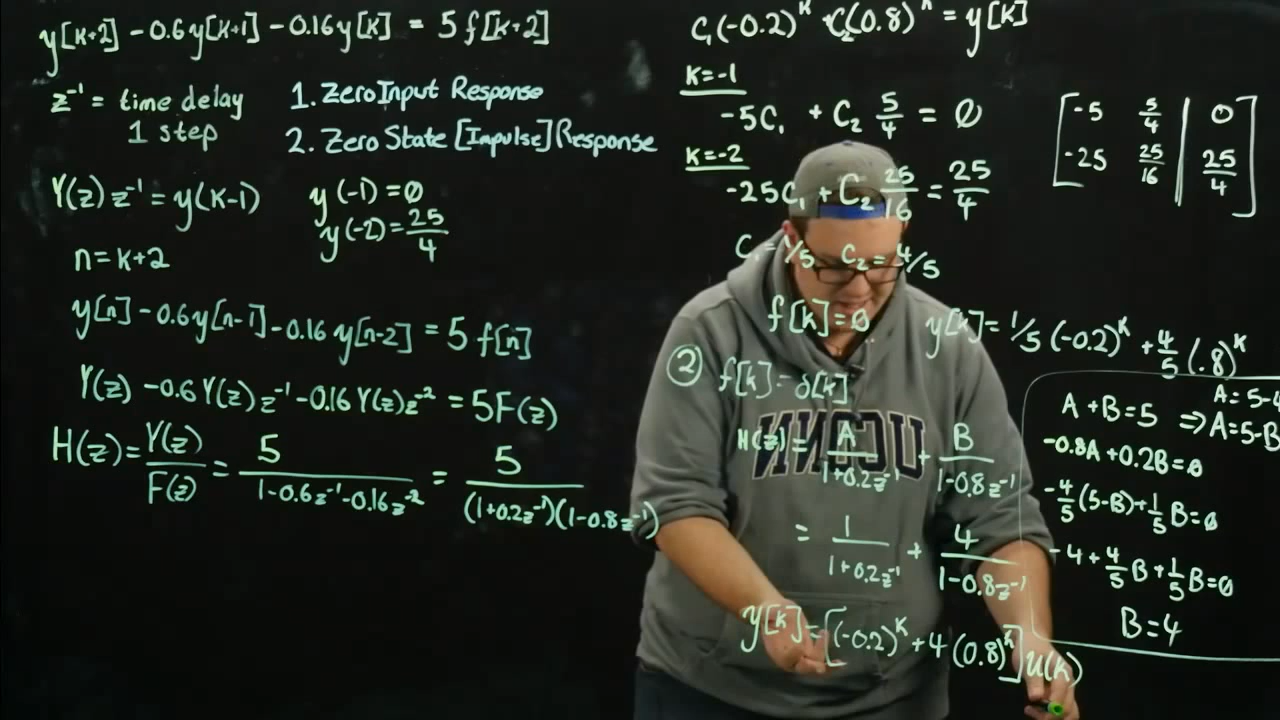 y[k+2] - 0.6y[k+1] - 0.16y[k] = 5f[k+2]
z⁻¹ = time delay
1 step
1. Zero Input Response
2. Zero State [Impulse] Response
Y(z) z⁻¹ = y(k-1)
y(-1) = 0
y(-2) = 25/4
n = k+2
y[n] - 0.6y[n-1] - 0.16y[n-2] = 5f[n]
Y(z) - 0.6Y(z)z⁻¹ - 0.16Y(z)z⁻² = 5F(z)
H(z) = Y(z)/F(z) = 5/(1-0.6z⁻¹-0.16z⁻²) = 5/((1+0.2z⁻¹)(1-0.8z⁻¹))
C₁(-0.2)ᵏ + C₂(0.8)ᵏ = y[k]
k=-1
-5C₁ + C₂ 5/4 = 0
k=-2
-25C₁ + C₂ 25/16 = 25/4
[-5 5/4 | 0
-25 25/16 | 25/4]
C₁ = 1/5 C₂ = 4/5
f[k] = 0 y[k] = 1/5(-0.2)ᵏ + 4/5(.8)ᵏ
② f[k] = δ[k]
H(z) = A/(1+0.2z⁻¹) + B/(1-0.8z⁻¹)
= 1/(1+0.2z⁻¹) + 4/(1-0.8z⁻¹)
y[k] = [(-0.2)ᵏ + 4(0.8)ᵏ]u(k)
A = 5-4
A+B=5 ⇒ A=5-B
-0.8A+0.2B=0
-4/5(5-B)+1/5B=0
-4+4/5B+1/5B=0
B=4
UCONN